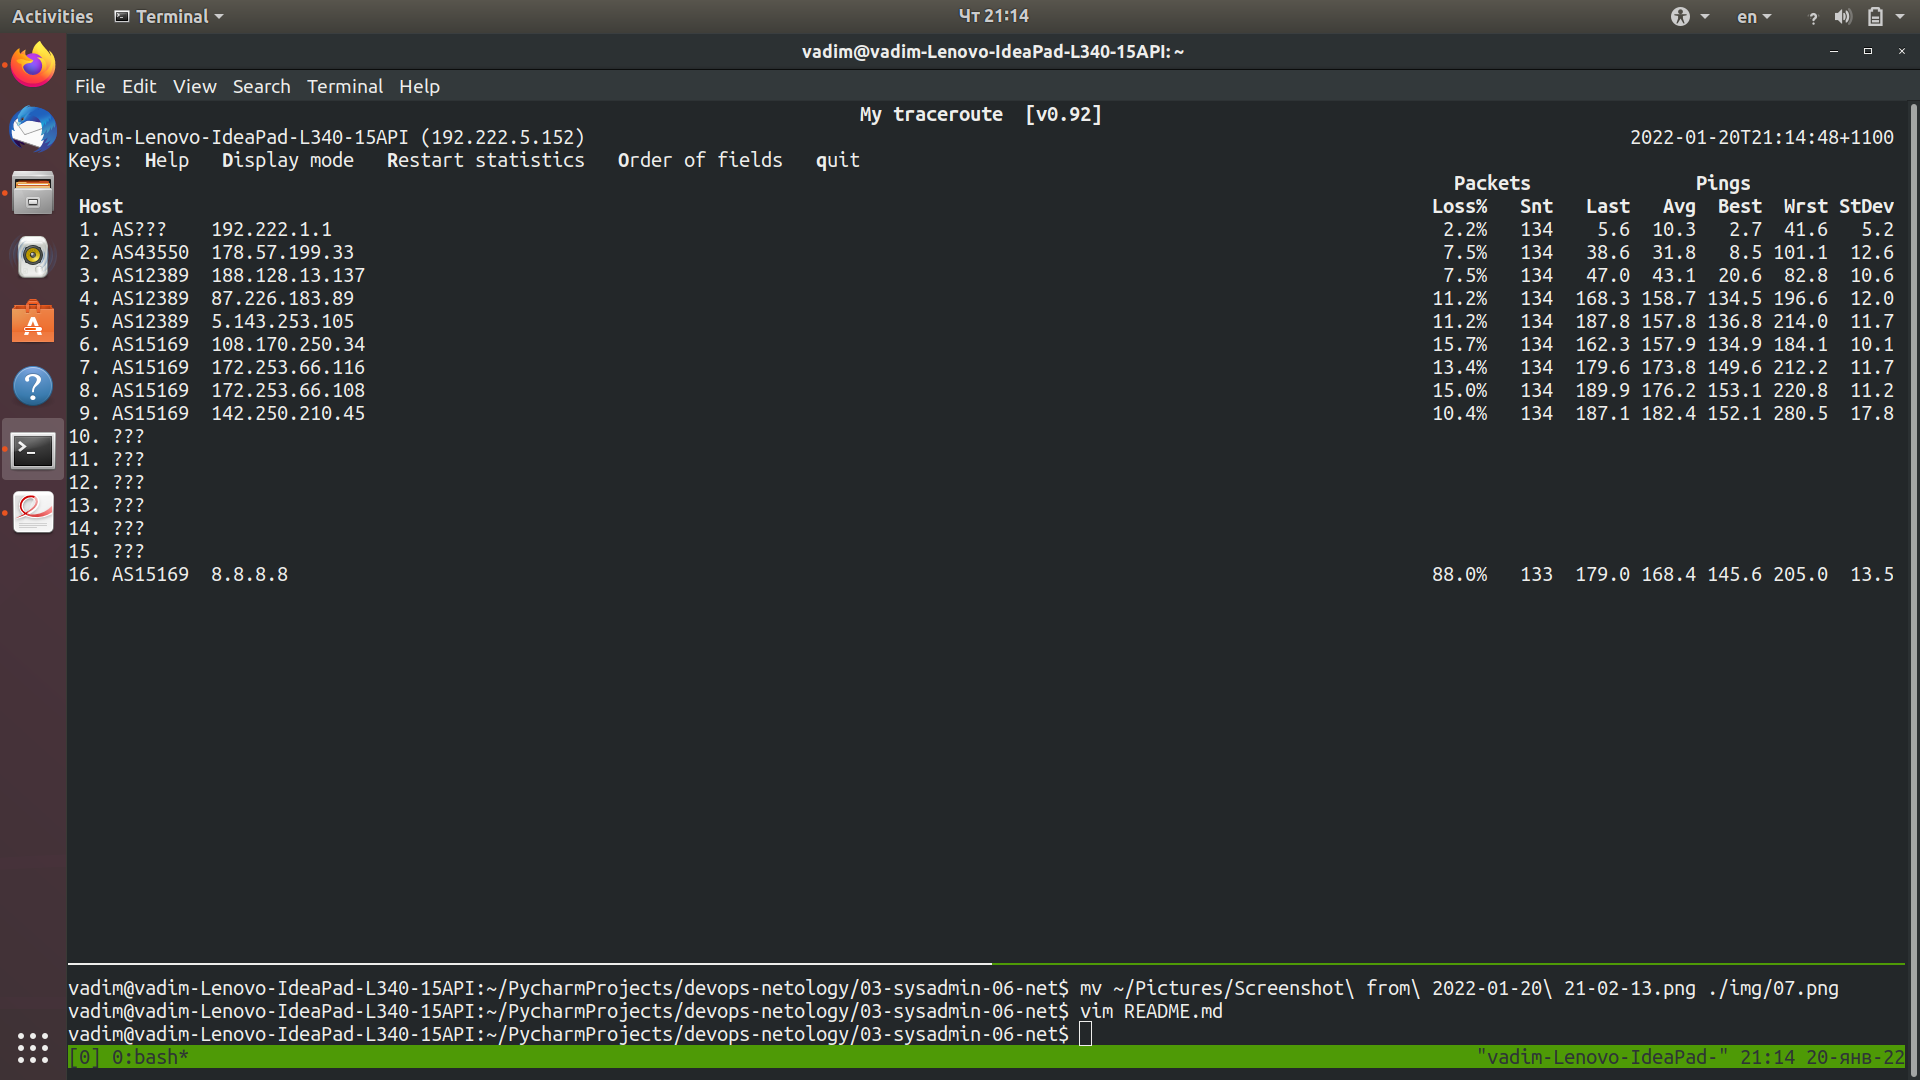 Activities Terminal Чт 21:14 en ?
vadim@vadim-Lenovo-IdeaPad-L340-15API: ~
File Edit View Search Terminal Help
My traceroute [v0.92]
vadim-Lenovo-IdeaPad-L340-15API (192.222.5.152) 2022-01-20T21:14:48+1100
Keys: Help Display mode Restart statistics Order of fields quit
Packets Pings
Host Loss% Snt Last Avg Best Wrst StDev
1. AS??? 192.222.1.1 2.2% 134 5.6 10.3 2.7 41.6 5.2
2. AS43550 178.57.199.33 7.5% 134 38.6 31.8 8.5 101.1 12.6
3. AS12389 188.128.13.137 7.5% 134 47.0 43.1 20.6 82.8 10.6
4. AS12389 87.226.183.89 11.2% 134 168.3 158.7 134.5 196.6 12.0
5. AS12389 5.143.253.105 11.2% 134 187.8 157.8 136.8 214.0 11.7
6. AS15169 108.170.250.34 15.7% 134 162.3 157.9 134.9 184.1 10.1
7. AS15169 172.253.66.116 13.4% 134 179.6 173.8 149.6 212.2 11.7
8. AS15169 172.253.66.108 15.0% 134 189.9 176.2 153.1 220.8 11.2
9. AS15169 142.250.210.45 10.4% 134 187.1 182.4 152.1 280.5 17.8
10. ???
11. ???
12. ???
13. ???
14. ???
15. ???
16. AS15169 8.8.8.8 88.0% 133 179.0 168.4 145.6 205.0 13.5
vadim@vadim-Lenovo-IdeaPad-L340-15API:~/PycharmProjects/devops-netology/03-sysadmin-06-net$ mv ~/Pictures/Screenshot\ from\ 2022-01-20\ 21-02-13.png ./img/07.png
vadim@vadim-Lenovo-IdeaPad-L340-15API:~/PycharmProjects/devops-netology/03-sysadmin-06-net$ vim README.md
vadim@vadim-Lenovo-IdeaPad-L340-15API:~/PycharmProjects/devops-netology/03-sysadmin-06-net$
[0] 0:bash* "vadim-Lenovo-IdeaPad-" 21:14 20-янв-22